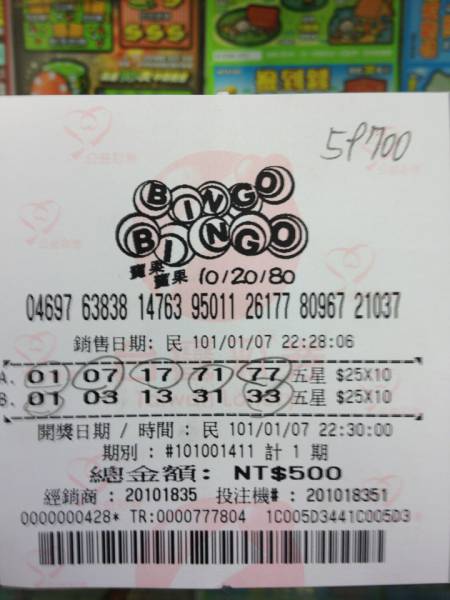 59700
BINGO
BINGO
賓果
賓果 10/20/80
04697 63838 14763 95011 26177 80967 21037
銷售日期: 民 101/01/07 22:28:06
A. 01 07 17 71 77 五星 $25X10
B. 01 03 13 31 33 五星 $25X10
開獎日期 / 時間 : 民 101/01/07 22:30:00
期別 : #101001411 計 1 期
總金額: NT$500
經銷商 : 20101835 投注機# : 201018351
0000000428* TR:0000777804 1C005D3441C005D3